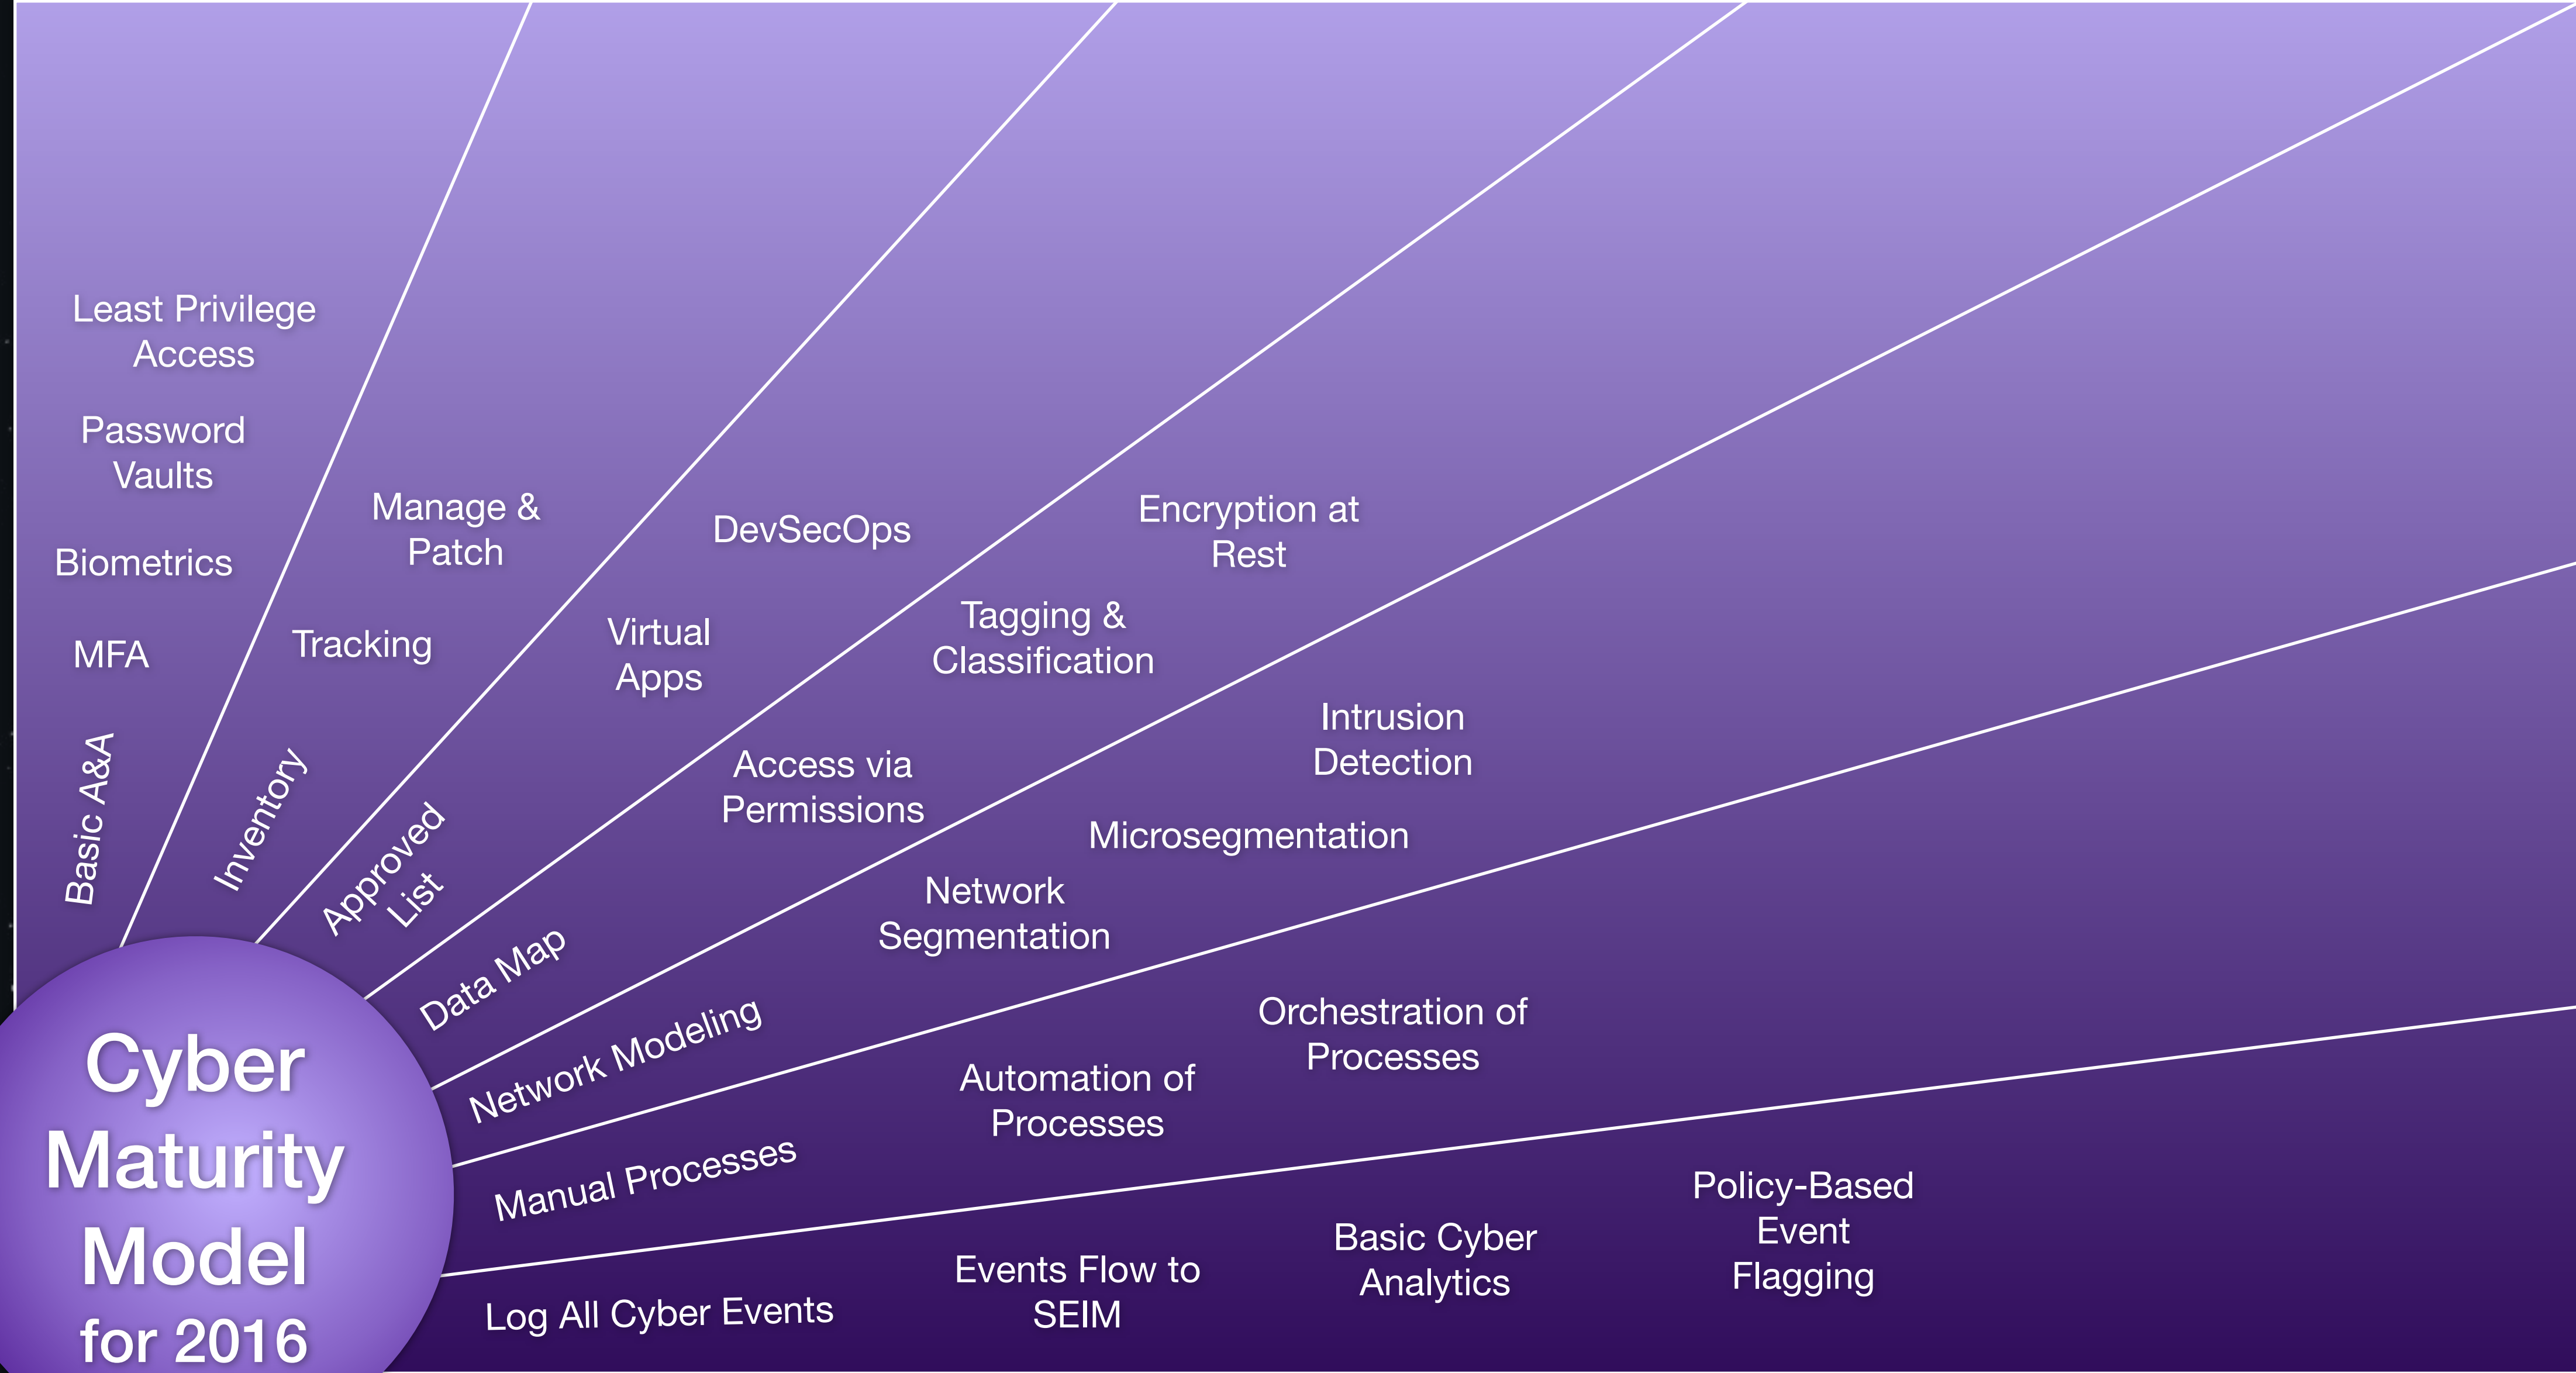 Least Privilege
Access
Password
Vaults
Biometrics
MFA
Basic A&A
Manage &
Patch
Tracking
Inventory
DevSecOps
Virtual
Apps
Approved
List
Encryption at
Rest
Tagging &
Classification
Access via
Permissions
Data Map
Intrusion
Detection
Microsegmentation
Network
Segmentation
Network Modeling
Orchestration of
Processes
Automation of
Processes
Manual Processes
Policy-Based
Event
Flagging
Basic Cyber
Analytics
Events Flow to
SEIM
Log All Cyber Events
Cyber
Maturity
Model
for 2016